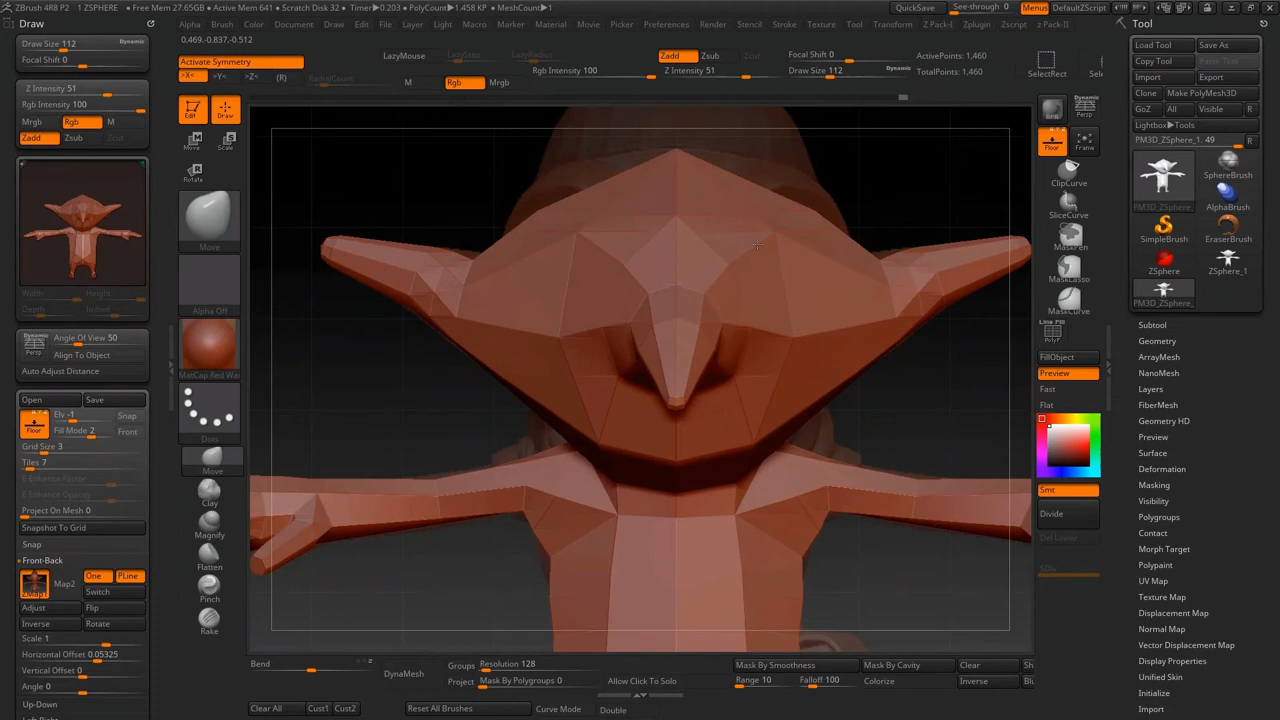 ZBrush 4R8 P2 1 ZSPHERE • Free Mem 27.65GB • Active Mem 641 • Scratch Disk 32 • Timer▶0.203 • PolyCount▶1.458 KP • MeshCount▶1 QuickSave See-through 0 Menus DefaultZScript
Draw
Alpha Brush Color Document Draw Edit File Layer Light Macro Marker Material Movie Picker Preferences Render Stencil Stroke Texture Tool Transform Z Pack-I Zplugin Zscript z Pack-II
Tool
0.469,-0.837,-0.512
Draw Size 112 Dynamic
Focal Shift 0
Z Intensity 51
Rgb Intensity 100
Mrgb Rgb M
Zadd Zsub Zcut
Activate Symmetry
>X< >Y< >Z< (R) RadialCount
LazyMouse LazyStep LazyRadius
M Rgb Mrgb
Rgb Intensity 100
Zadd Zsub Zcut
Z Intensity 51
Focal Shift 0
Draw Size 112 Dynamic
ActivePoints: 1,460
TotalPoints: 1,460
SelectRect Sel
Load Tool Save As
Copy Tool Paste Tool
Import Export
Clone Make PolyMesh3D
GoZ All Visible R
Lightbox▶Tools
PM3D_ZSphere_1. 49 R
PM3D_ZSphere_
SphereBrush
AlphaBrush
SimpleBrush EraserBrush
ZSphere ZSphere_1
PM3D_ZSphere_
Edit Draw
Move Scale
Rotate
Move
Alpha Off
MatCap Red Wax
Dots
Move
Clay
Magnify
Flatten
Pinch
Rake
Width Height
Depth Imbed
Dynamic
Persp
Angle Of View 50
Align To Object
Auto Adjust Distance
Open Save
Floor
Elv -1 Snap
Fill Mode 2 Front
Grid Size 3
Tiles 7
E Enhance Factor
E Enhance Opacity
Project On Mesh 0
Snapshot To Grid
Snap
Front-Back
Map2 One PLine
Switch
Adjust Flip
Inverse Rotate
Scale 1
Horizontal Offset 0.05325
Vertical Offset 0
Angle 0
Up-Down
BPR
Dynamic
Persp
Floor Frame
ClipCurve
SliceCurve
MaskPen
MaskLasso
MaskCurve
Line Fill
PolyF
FillObject
Preview
Fast
Flat
Smt
Divide
Del Lower
SDiv
Subtool
Geometry
ArrayMesh
NanoMesh
Layers
FiberMesh
Geometry HD
Preview
Surface
Deformation
Masking
Visibility
Polygroups
Contact
Morph Target
Polypaint
UV Map
Texture Map
Displacement Map
Normal Map
Vector Displacement Map
Display Properties
Unified Skin
Initialize
Import
Bend
DynaMesh
Groups Resolution 128
Project Mask By Polygroups 0
Allow Click To Solo
Mask By Smoothness
Range 10 Falloff 100
Mask By Cavity Clear Sh
Colorize Inverse Blu
Clear All Cust1 Cust2
Reset All Brushes
Curve Mode Double